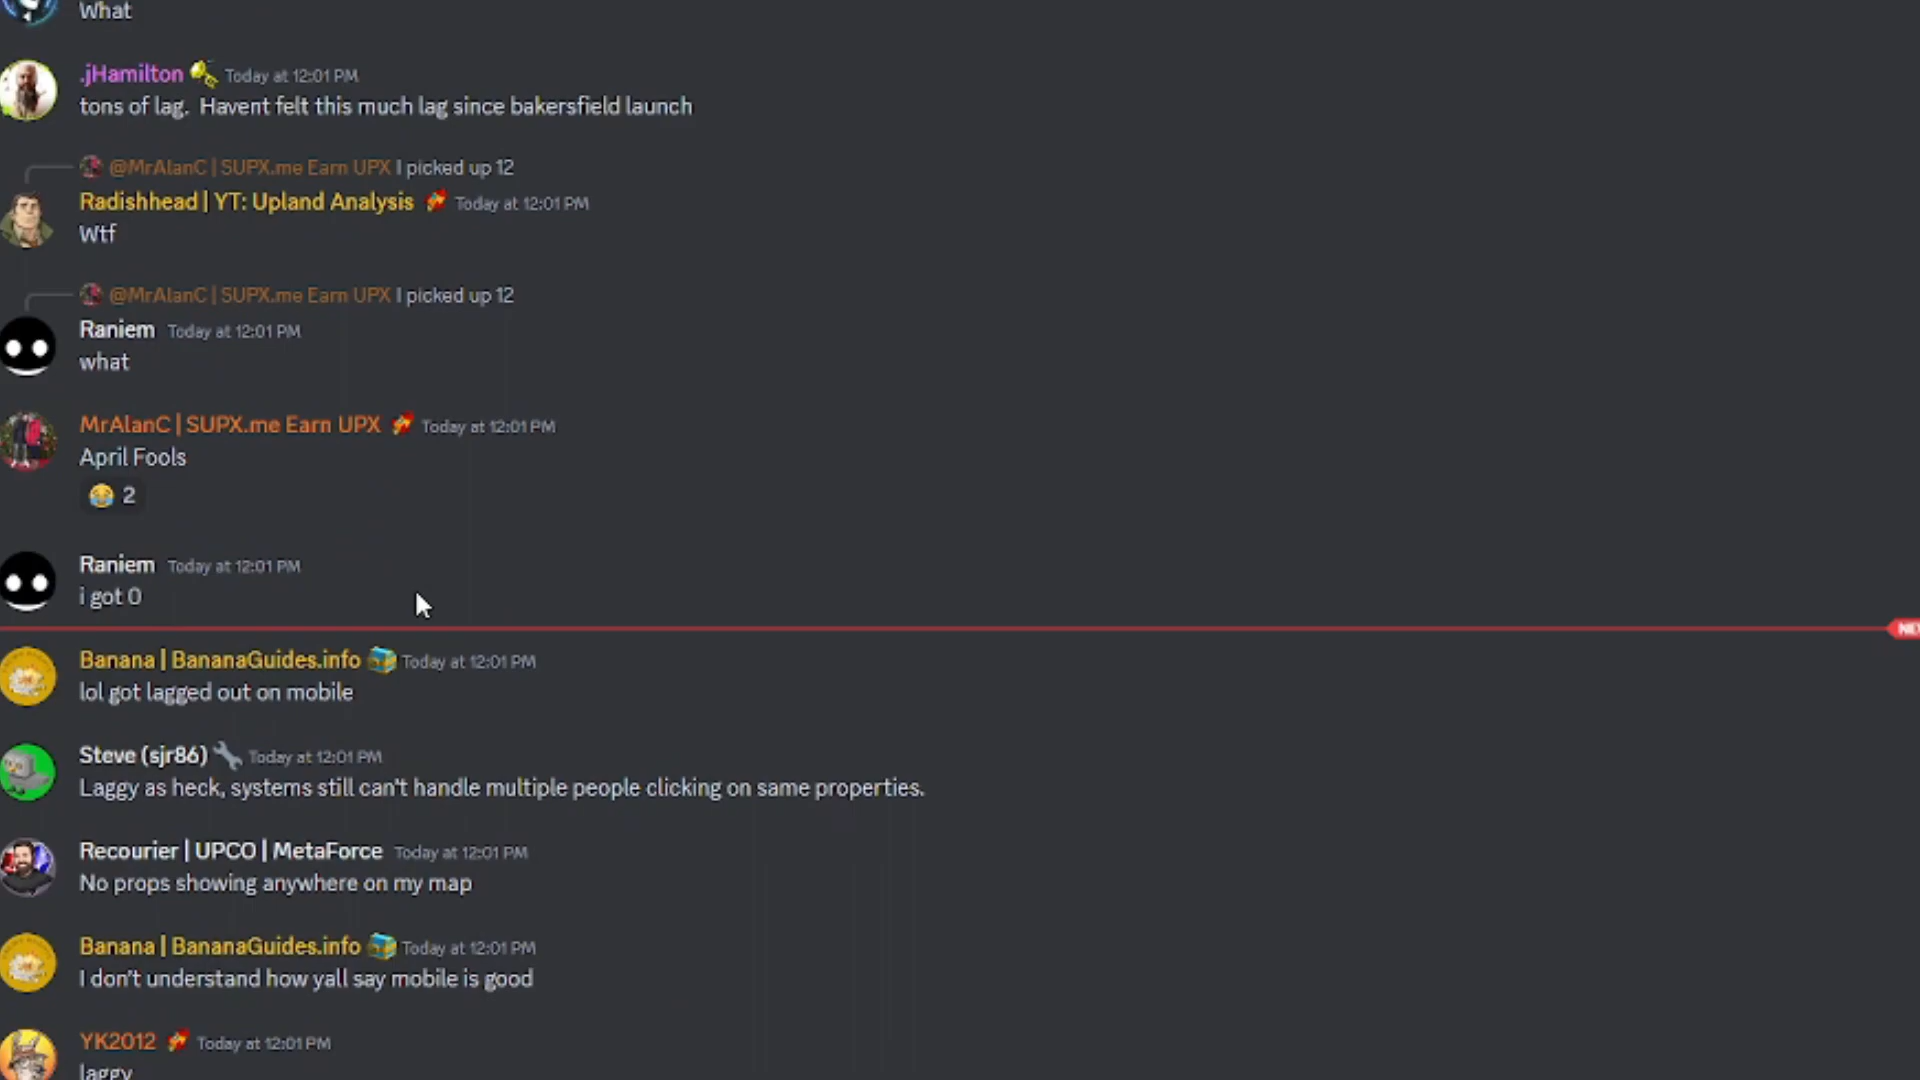 What
.jHamilton Today at 12:01 PM
tons of lag. Havent felt this much lag since bakersfield launch
@MrAlanC | SUPX.me Earn UPX I picked up 12
Radishhead | YT: Upland Analysis Today at 12:01 PM
Wtf
@MrAlanC | SUPX.me Earn UPX I picked up 12
Raniem Today at 12:01 PM
what
MrAlanC | SUPX.me Earn UPX Today at 12:01 PM
April Fools
2
Raniem Today at 12:01 PM
i got 0
Banana | BananaGuides.info Today at 12:01 PM
lol got lagged out on mobile
Steve (sjr86) Today at 12:01 PM
Laggy as heck, systems still can't handle multiple people clicking on same properties.
Recourier | UPCO | MetaForce Today at 12:01 PM
No props showing anywhere on my map
Banana | BananaGuides.info Today at 12:01 PM
I don't understand how yall say mobile is good
YK2012 Today at 12:01 PM
laggy